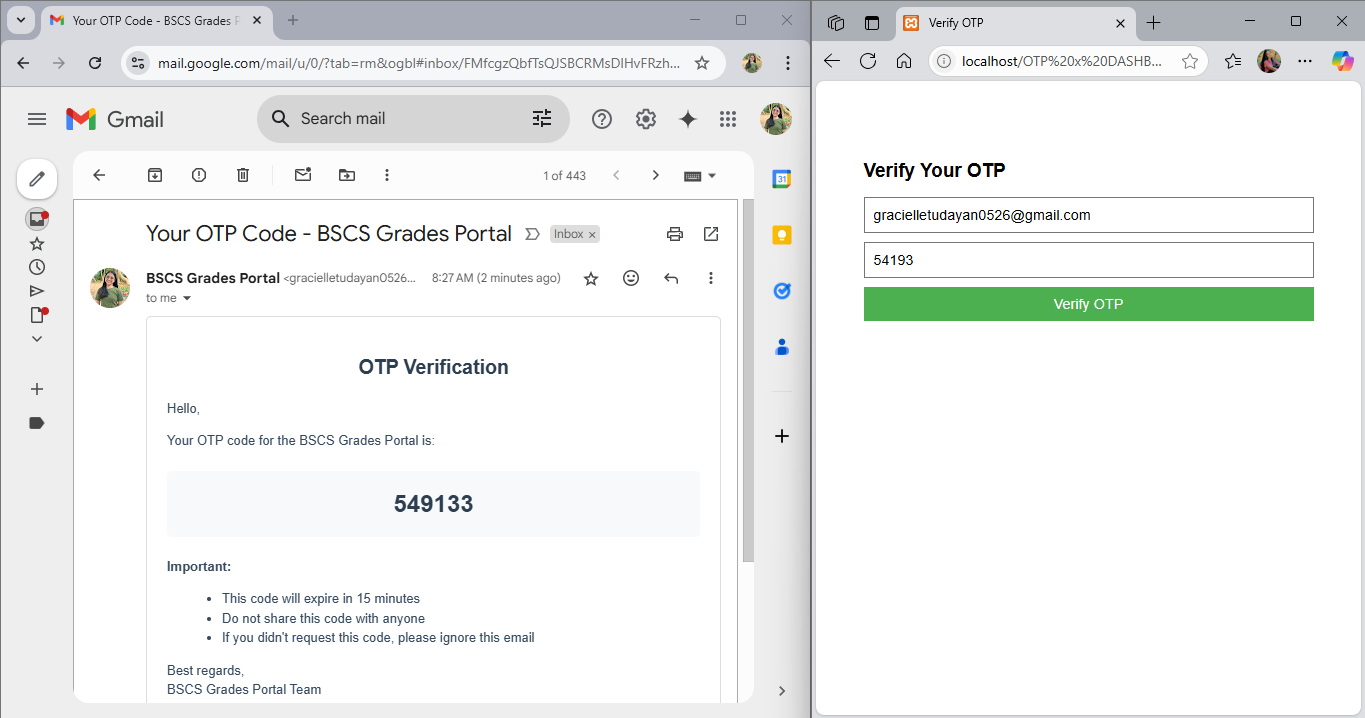 Your OTP Code - BSCS Grades P
mail.google.com/mail/u/0/?tab=rm&ogbl#inbox/FMfcgzQbfTsQJSBCRMsDlHvFRzh...
Gmail
Search mail
1 of 443
31
Your OTP Code - BSCS Grades Portal
Inbox ×
BSCS Grades Portal <gracielletudayan0526... 8:27 AM (2 minutes ago)
to me
OTP Verification
Hello,
Your OTP code for the BSCS Grades Portal is:
549133
Important:
• This code will expire in 15 minutes
• Do not share this code with anyone
• If you didn't request this code, please ignore this email
Best regards,
BSCS Grades Portal Team
Verify OTP
localhost/OTP%20x%20DASHB...
Verify Your OTP
gracielletudayan0526@gmail.com
54193
Verify OTP